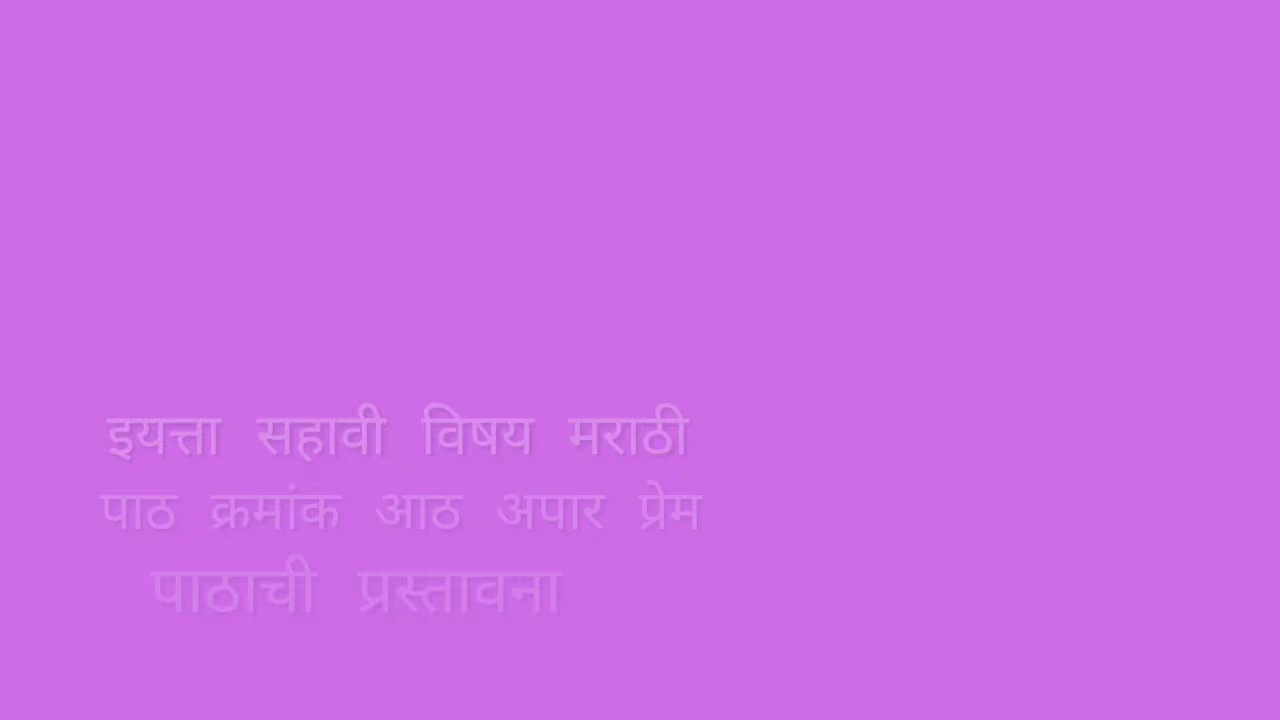 इयत्ता सहावी विषय मराठी
पाठ क्रमांक आठ अपार प्रेम
पाठाची प्रस्तावना